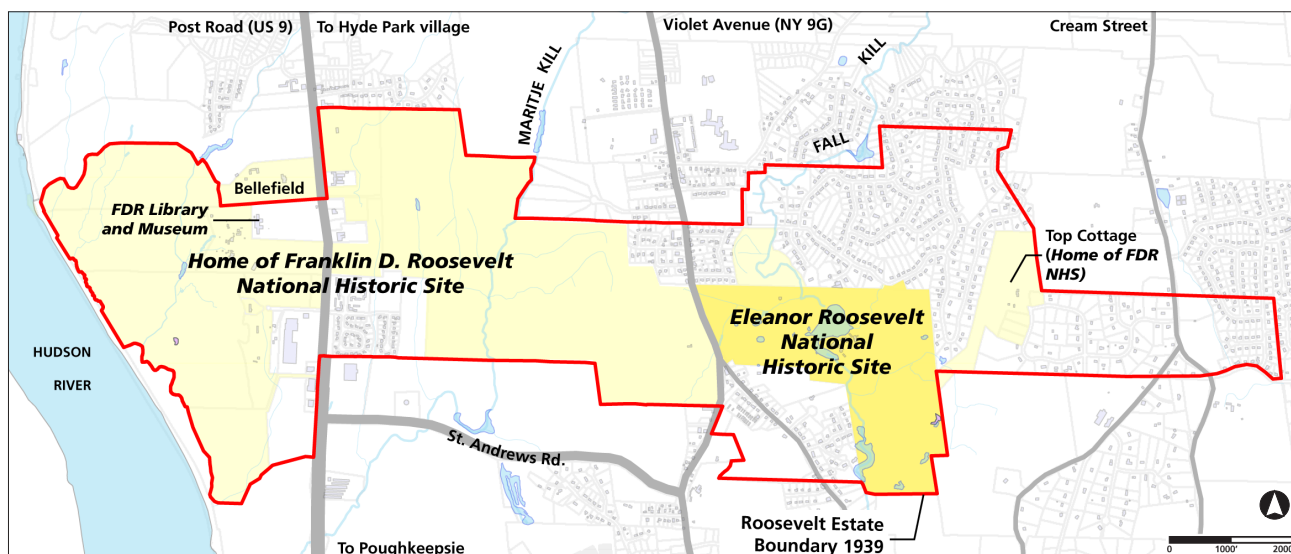 Post Road (US 9)
To Hyde Park village
Violet Avenue (NY 9G)
Cream Street
MARITJE KILL
FALL KILL
Bellefield
FDR Library
and Museum
Home of Franklin D. Roosevelt
National Historic Site
Top Cottage
(Home of FDR
NHS)
Eleanor Roosevelt
National
Historic Site
HUDSON
RIVER
St. Andrews Rd.
Roosevelt Estate
Boundary 1939
To Poughkeepsie
0 1000' 2000'